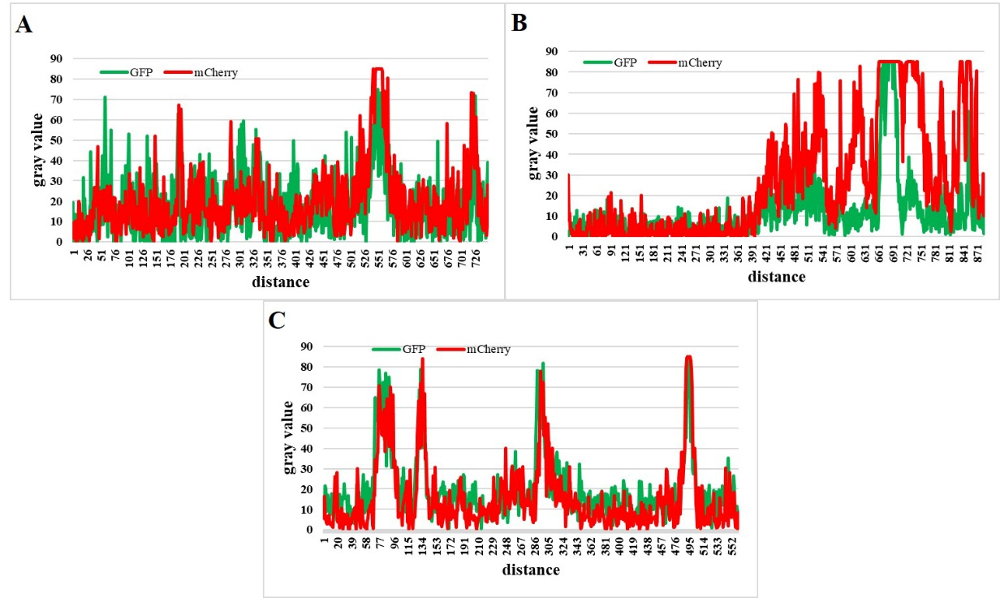 A
90
80
70
60
50
40
30
20
10
0
gray value
GFP mCherry
1 26 51 76 101 126 151 176 201 226 251 276 301 326 351 376 401 426 451 476 501 526 551 576 601 626 651 676 701 726
distance
B
90
80
70
60
50
40
30
20
10
0
gray value
GFP mCherry
1 31 61 91 121 151 181 211 241 271 301 331 361 391 421 451 481 511 541 571 601 631 661 691 721 751 781 811 841 871
distance
C
90
80
70
60
50
40
30
20
10
0
gray value
GFP mCherry
1 20 39 58 77 96 115 134 153 172 191 210 229 248 267 286 305 324 343 362 381 400 419 438 457 476 495 514 533 552
distance